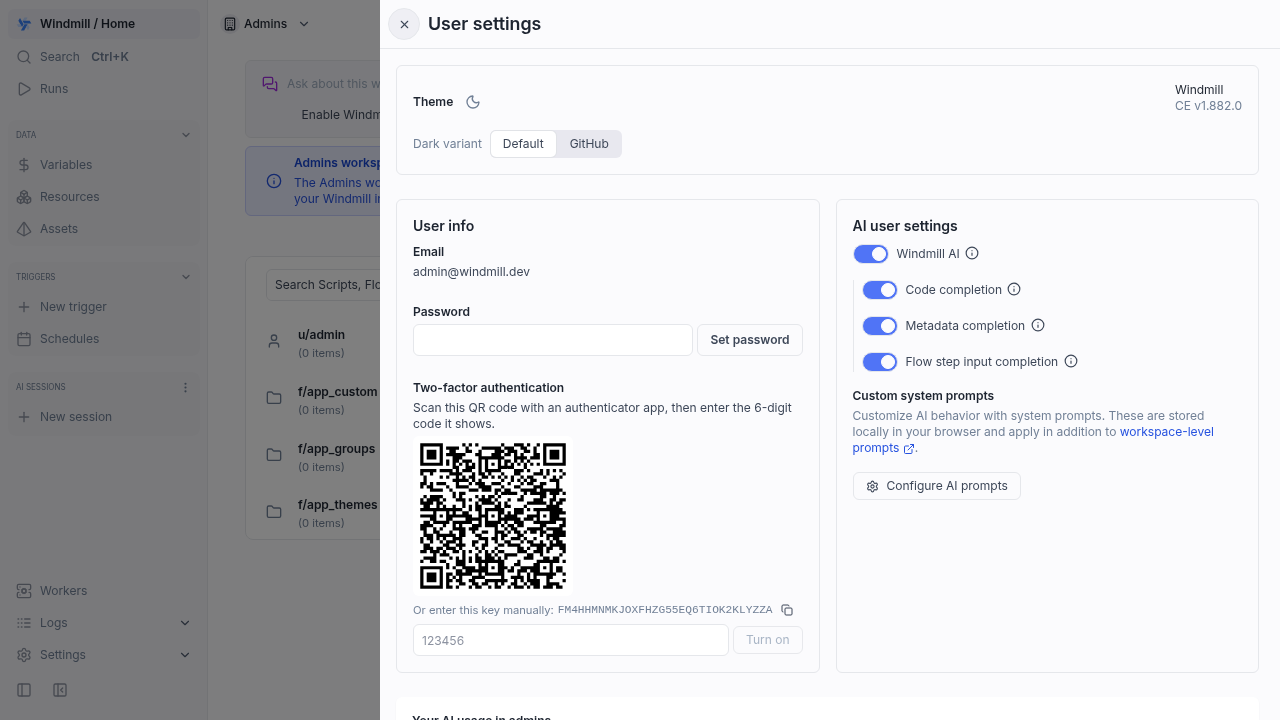 Windmill / Home
Search Ctrl+K
Runs
DATA
Variables
Resources
Assets
TRIGGERS
New trigger
Schedules
AI SESSIONS
New session
Workers
Logs
Settings
Admins
Ask about this w
Enable Windm
Admins worksp
The Admins wo
your Windmill in
Search Scripts, Flo
u/admin
(0 items)
f/app_custom
(0 items)
f/app_groups
(0 items)
f/app_themes
(0 items)
User settings
Theme
Windmill
CE v1.882.0
Dark variant Default GitHub
User info
Email
admin@windmill.dev
Password
Set password
Two-factor authentication
Scan this QR code with an authenticator app, then enter the 6-digit
code it shows.
Or enter this key manually: FM4HHMNMKJOXFHZG55EQ6TIOK2KLYZZA
123456
Turn on
AI user settings
Windmill AI
Code completion
Metadata completion
Flow step input completion
Custom system prompts
Customize AI behavior with system prompts. These are stored
locally in your browser and apply in addition to workspace-level
prompts .
Configure AI prompts
Your AI usage in admins